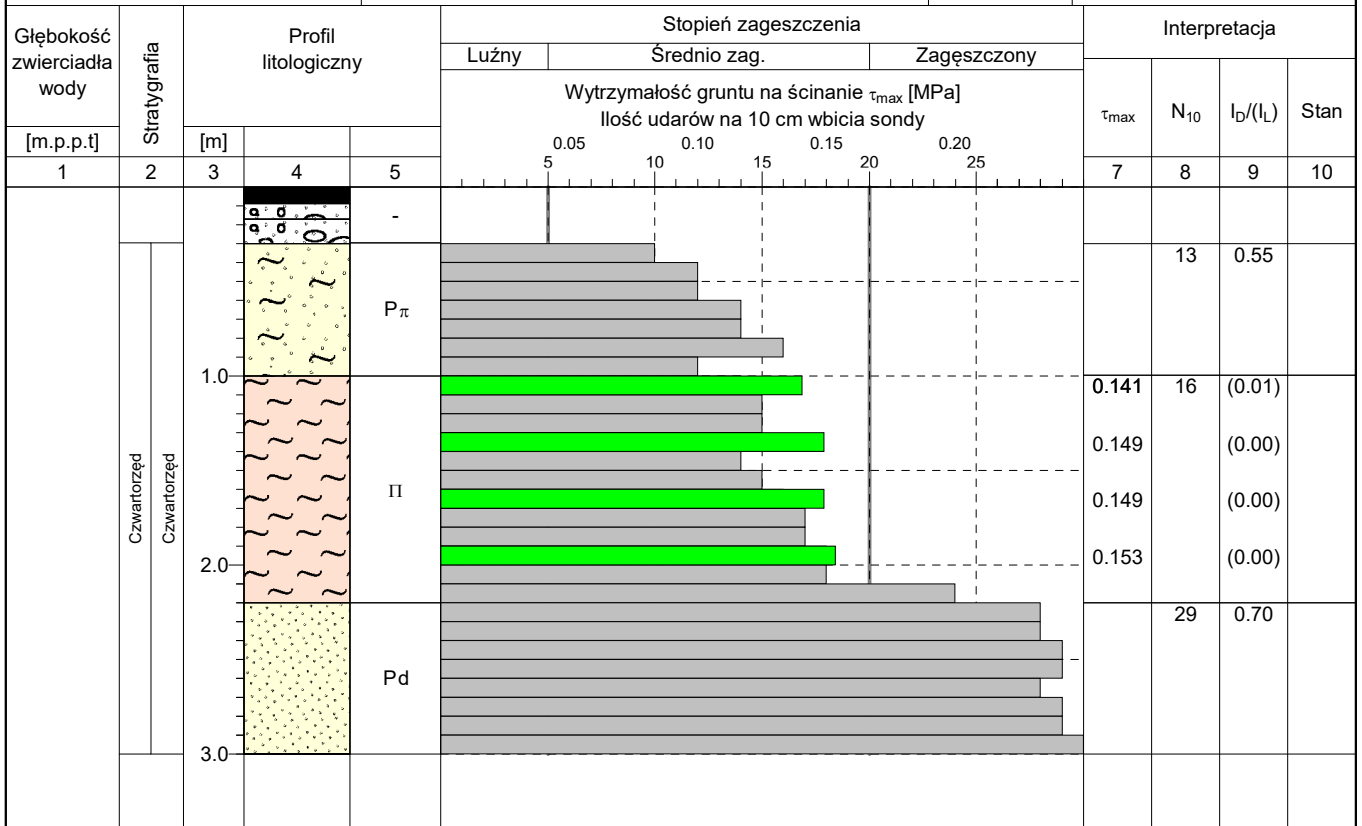 Głębokość
zwierciadła
wody
[m.p.p.t]
Stratygrafia
Profil
litologiczny
[m]
Stopień zageszczenia
Luźny Średnio zag. Zagęszczony
Wytrzymałość gruntu na ścinanie τmax [MPa]
Ilość udarów na 10 cm wbicia sondy
0.05 0.10 0.15 0.20
5 10 15 20 25
Interpretacja
τmax N10 ID/(IL) Stan
1 2 3 4 5 7 8 9 10
-
13 0.55
Pπ
1.0
0.141 16 (0.01)
0.149 (0.00)
Czwartorzęd
Czwartorzęd
Π
0.149 (0.00)
0.153 (0.00)
2.0
29 0.70
Pd
3.0